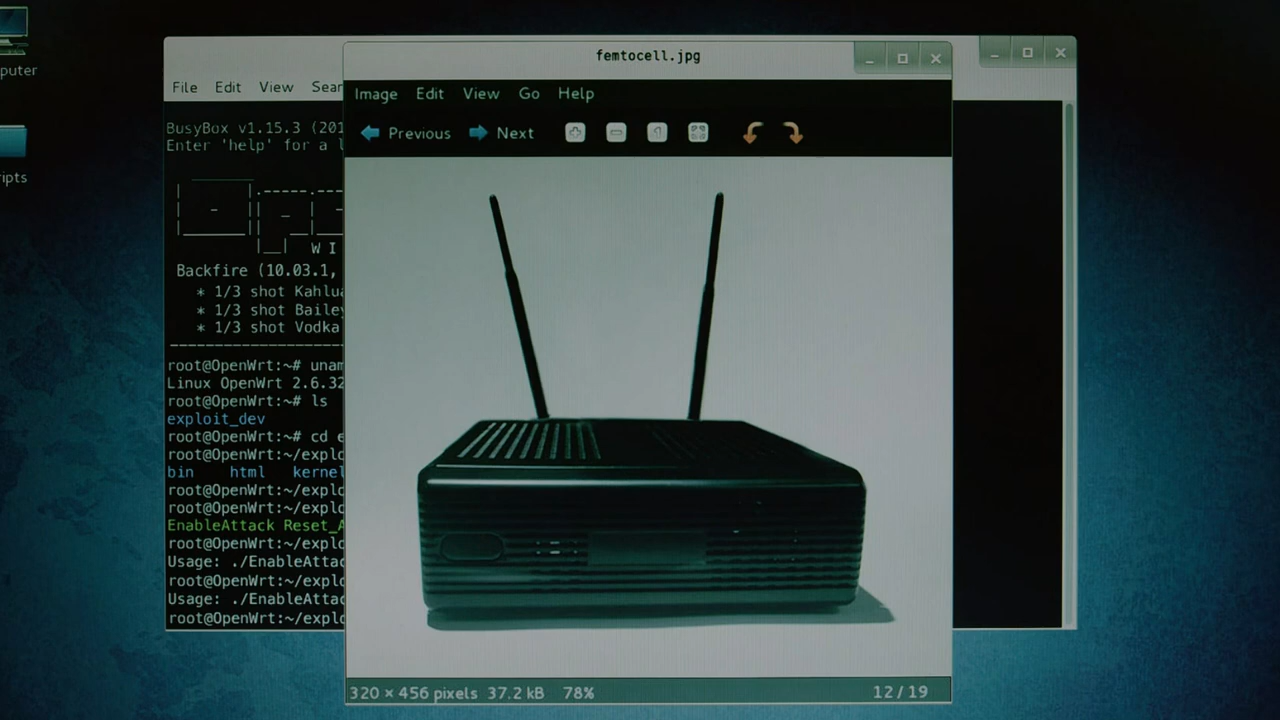 puter
ripts
File Edit View Sear
BusyBox v1.15.3 (201
Enter 'help' for a l
W I
Backfire (10.03.1,
* 1/3 shot Kahlua
* 1/3 shot Bailey
* 1/3 shot Vodka
root@OpenWrt:~# unam
Linux OpenWrt 2.6.32
root@OpenWrt:~# ls
exploit_dev
root@OpenWrt:~# cd e
root@OpenWrt:~/explo
bin html kernel
root@OpenWrt:~/explo
root@OpenWrt:~/explo
EnableAttack Reset_A
root@OpenWrt:~/explo
Usage: ./EnableAttac
root@OpenWrt:~/explo
Usage: ./EnableAttac
root@OpenWrt:~/explo
femtocell.jpg
Image Edit View Go Help
Previous Next
320 × 456 pixels 37.2 kB 78%
12 / 19